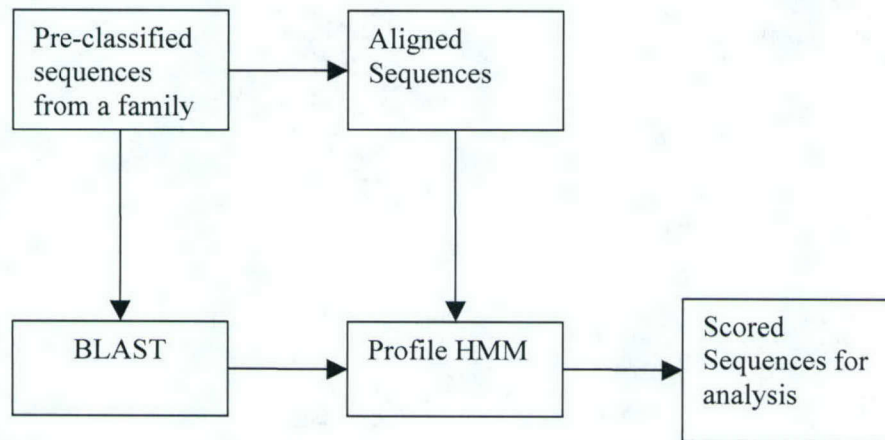 Pre-classified
sequences
from a family
Aligned
Sequences
BLAST
Profile HMM
Scored
Sequences for
analysis